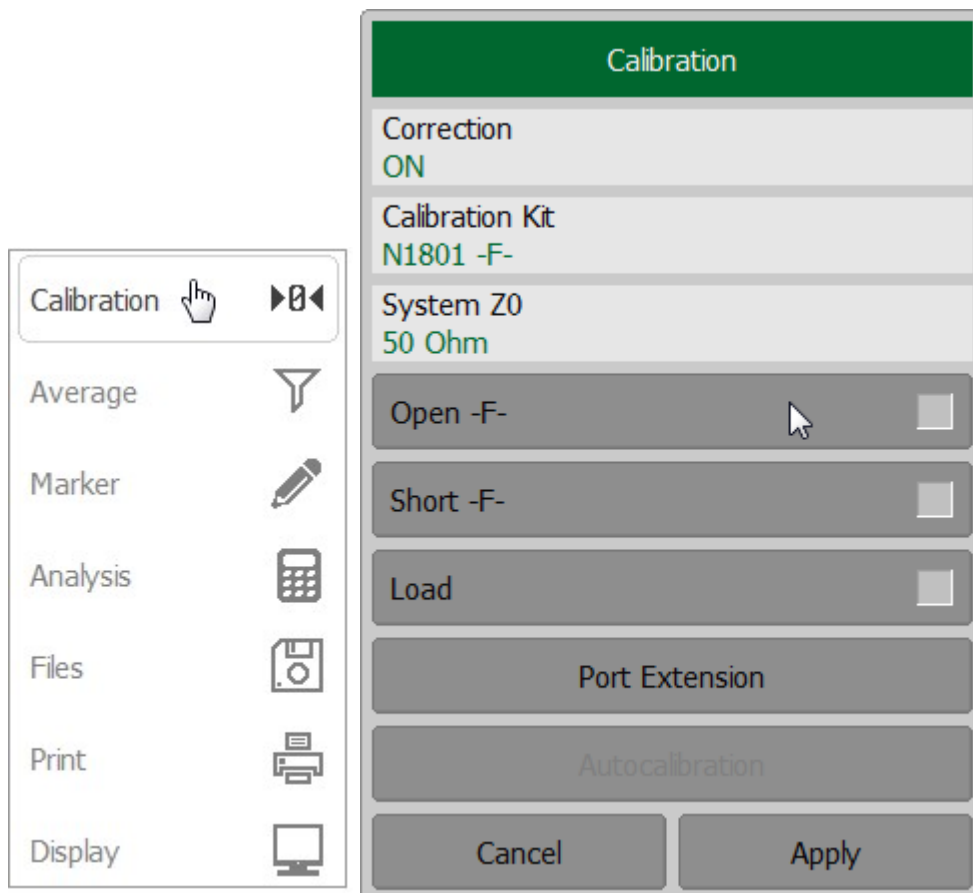 Calibration
Average
Marker
Analysis
Files
Print
Display
Calibration
Correction
ON
Calibration Kit
N1801 -F-
System Z0
50 Ohm
Open -F-
Short -F-
Load
Port Extension
Autocalibration
Cancel
Apply